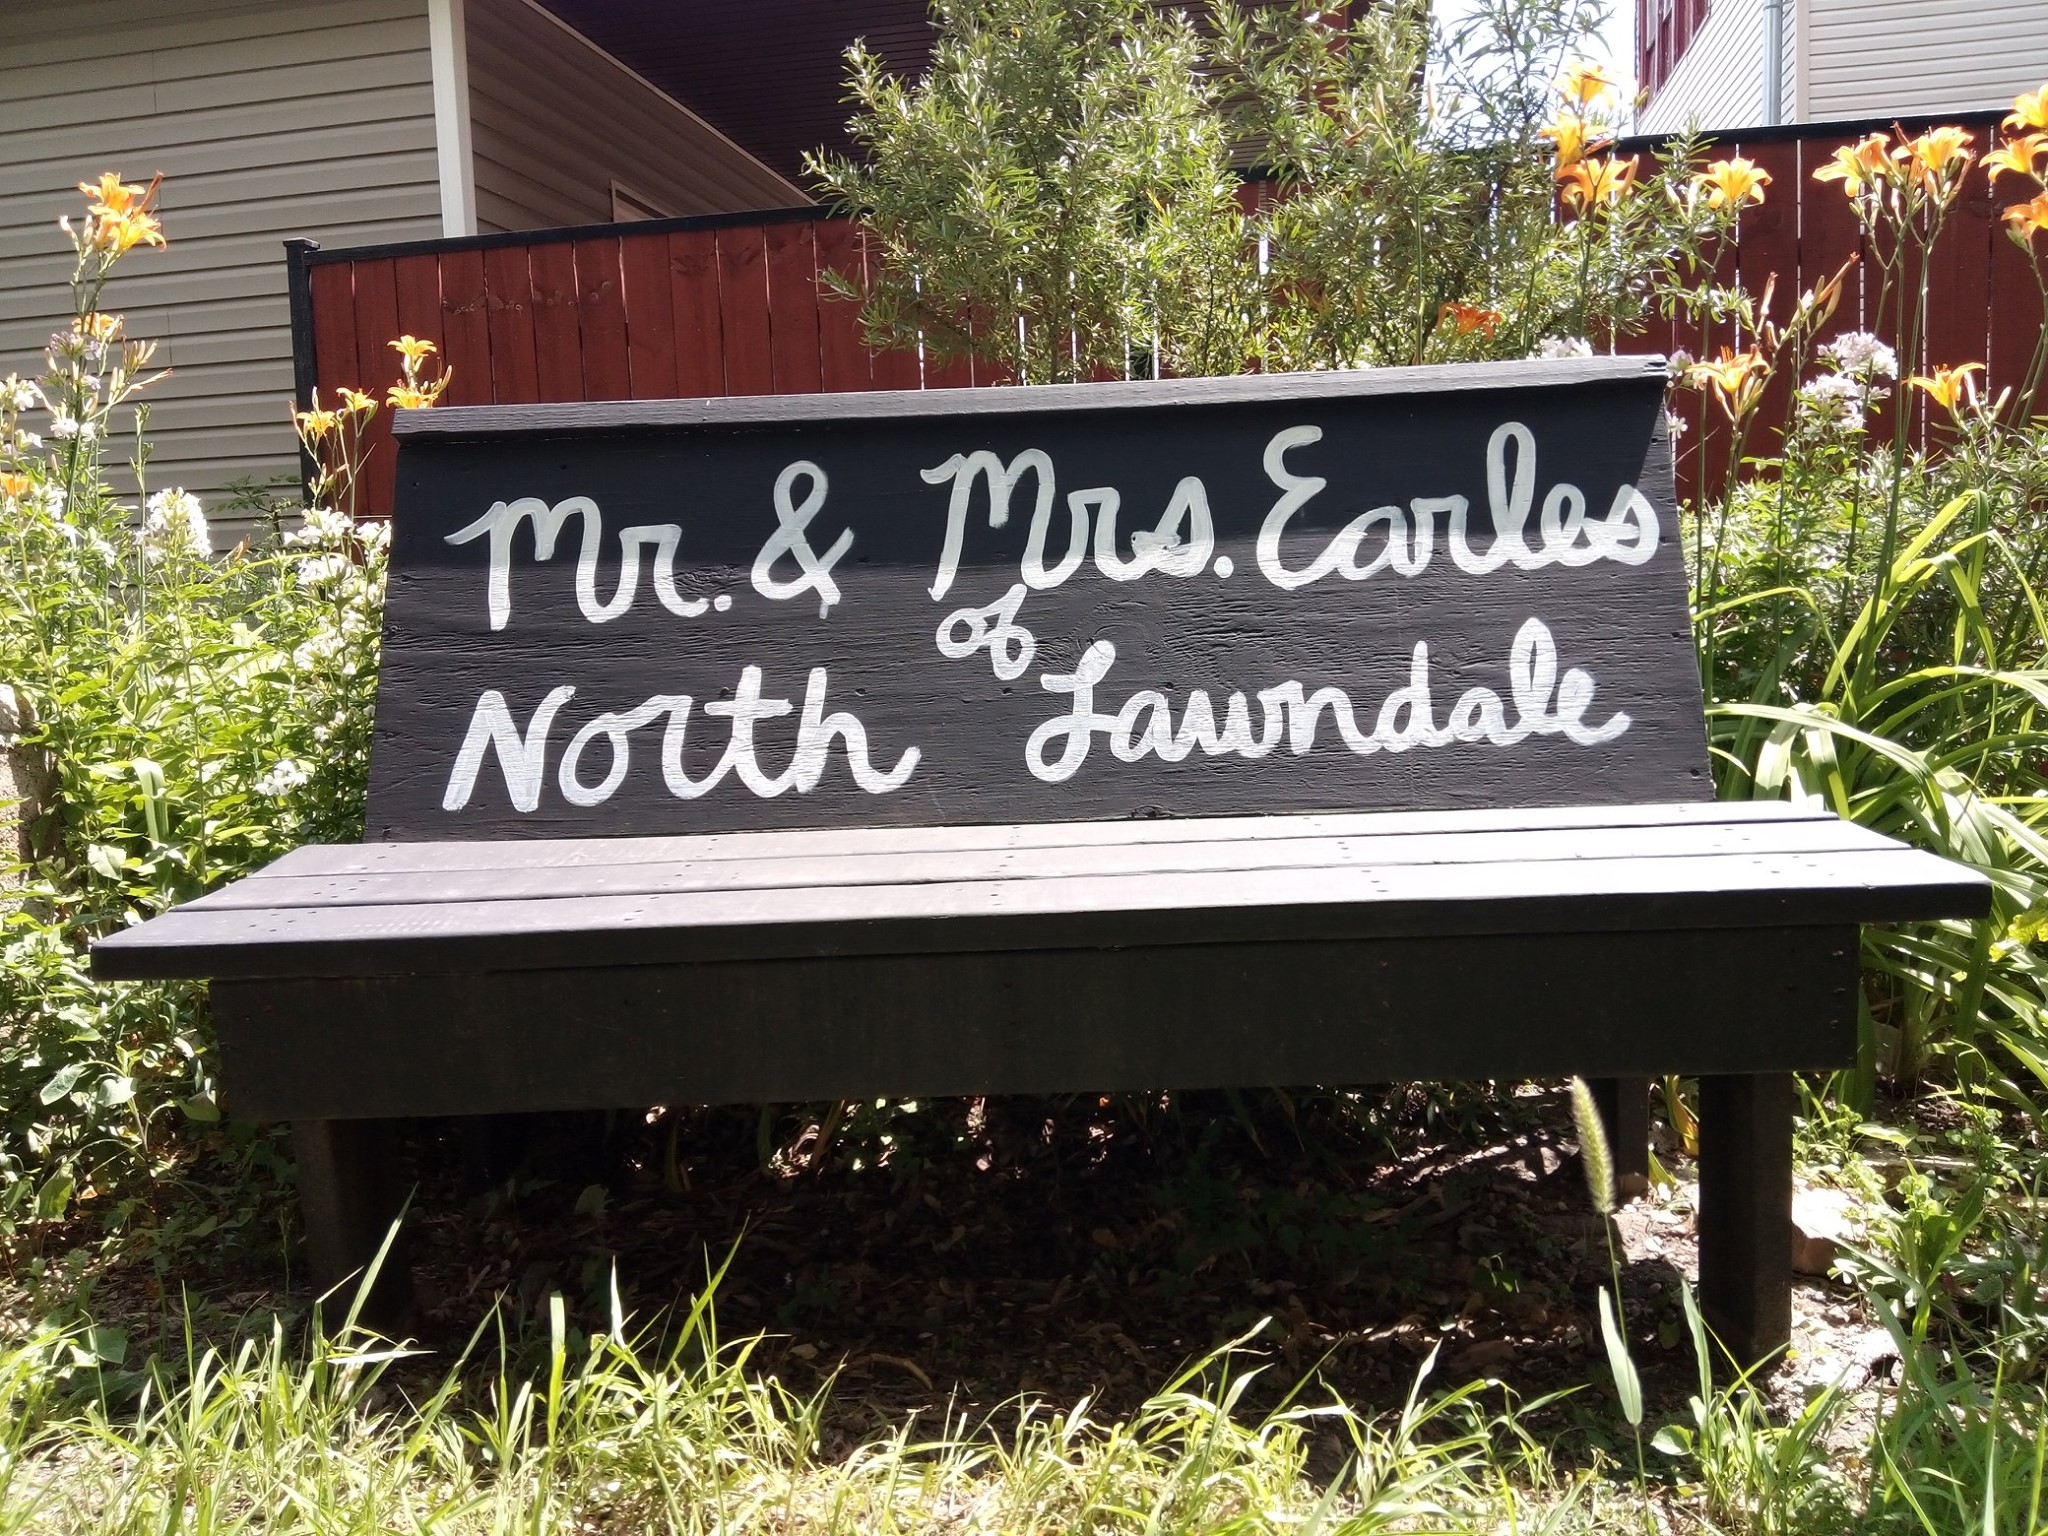 Mr. & Mrs. Earles
of
North Lawndale